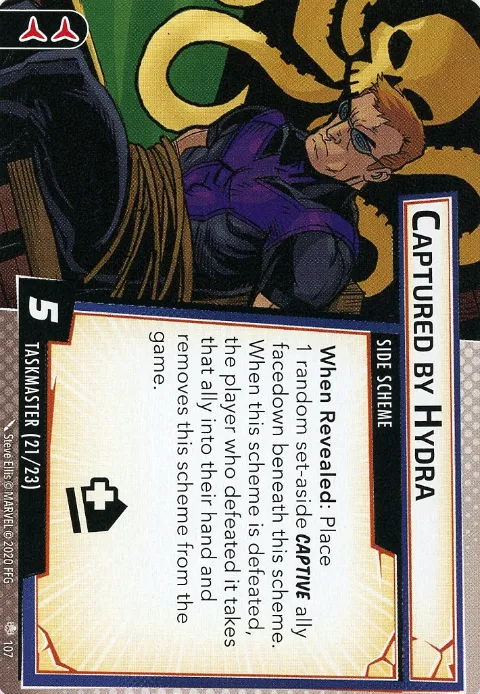 CAPTURED BY HYDRA
SIDE SCHEME
When Revealed: Place
1 random set-aside CAPTIVE ally
facedown beneath this scheme.
When this scheme is defeated,
the player who defeated it takes
that ally into their hand and
removes this scheme from the
game.
5
TASKMASTER (21/23)
Steve Ellis © MARVEL © 2020 FFG
107